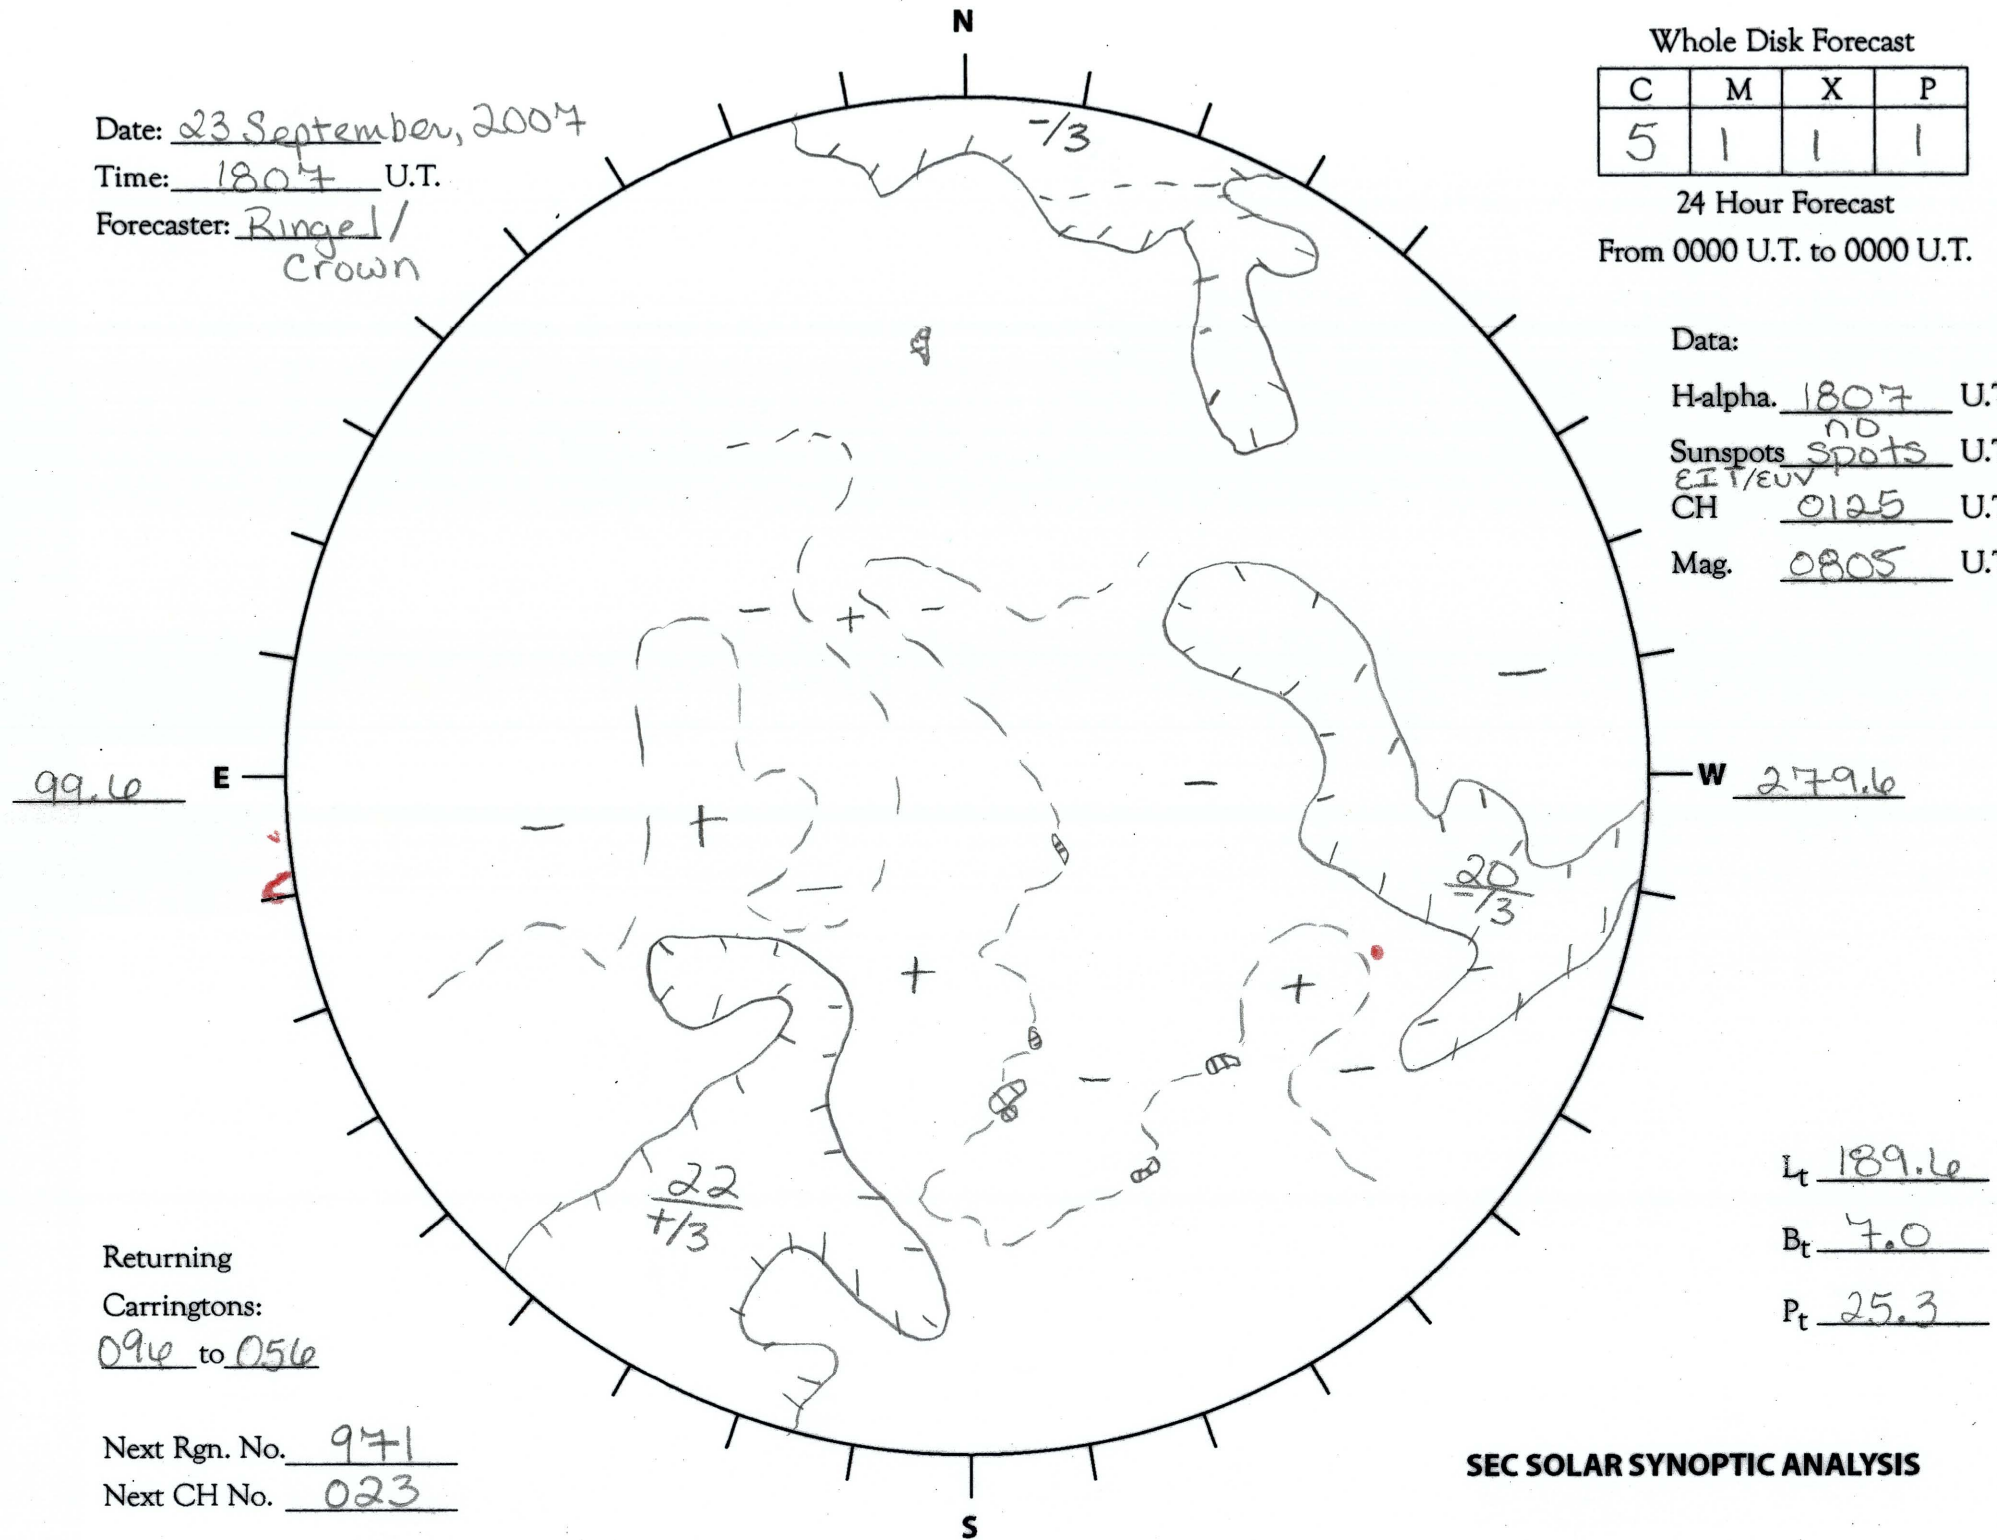 N
Whole Disk Forecast
C M X P
5 1 1 1
24 Hour Forecast
From 0000 U.T. to 0000 U.T.
Date: 23 September, 2007
Time: 1807 U.T.
Forecaster: Ringel/
Crown
-/3
Data:
H-alpha. 1807 U.T
no
Sunspots spots U.T
EIT/EUV
CH 0125 U.T
Mag. 0805 U.T
99.6 E
W 279.6
20
-/3
22
+/3
Lt 189.6
Bt 7.0
Pt 25.3
Returning
Carringtons:
096 to 056
Next Rgn. No. 971
Next CH No. 023
SEC SOLAR SYNOPTIC ANALYSIS
S